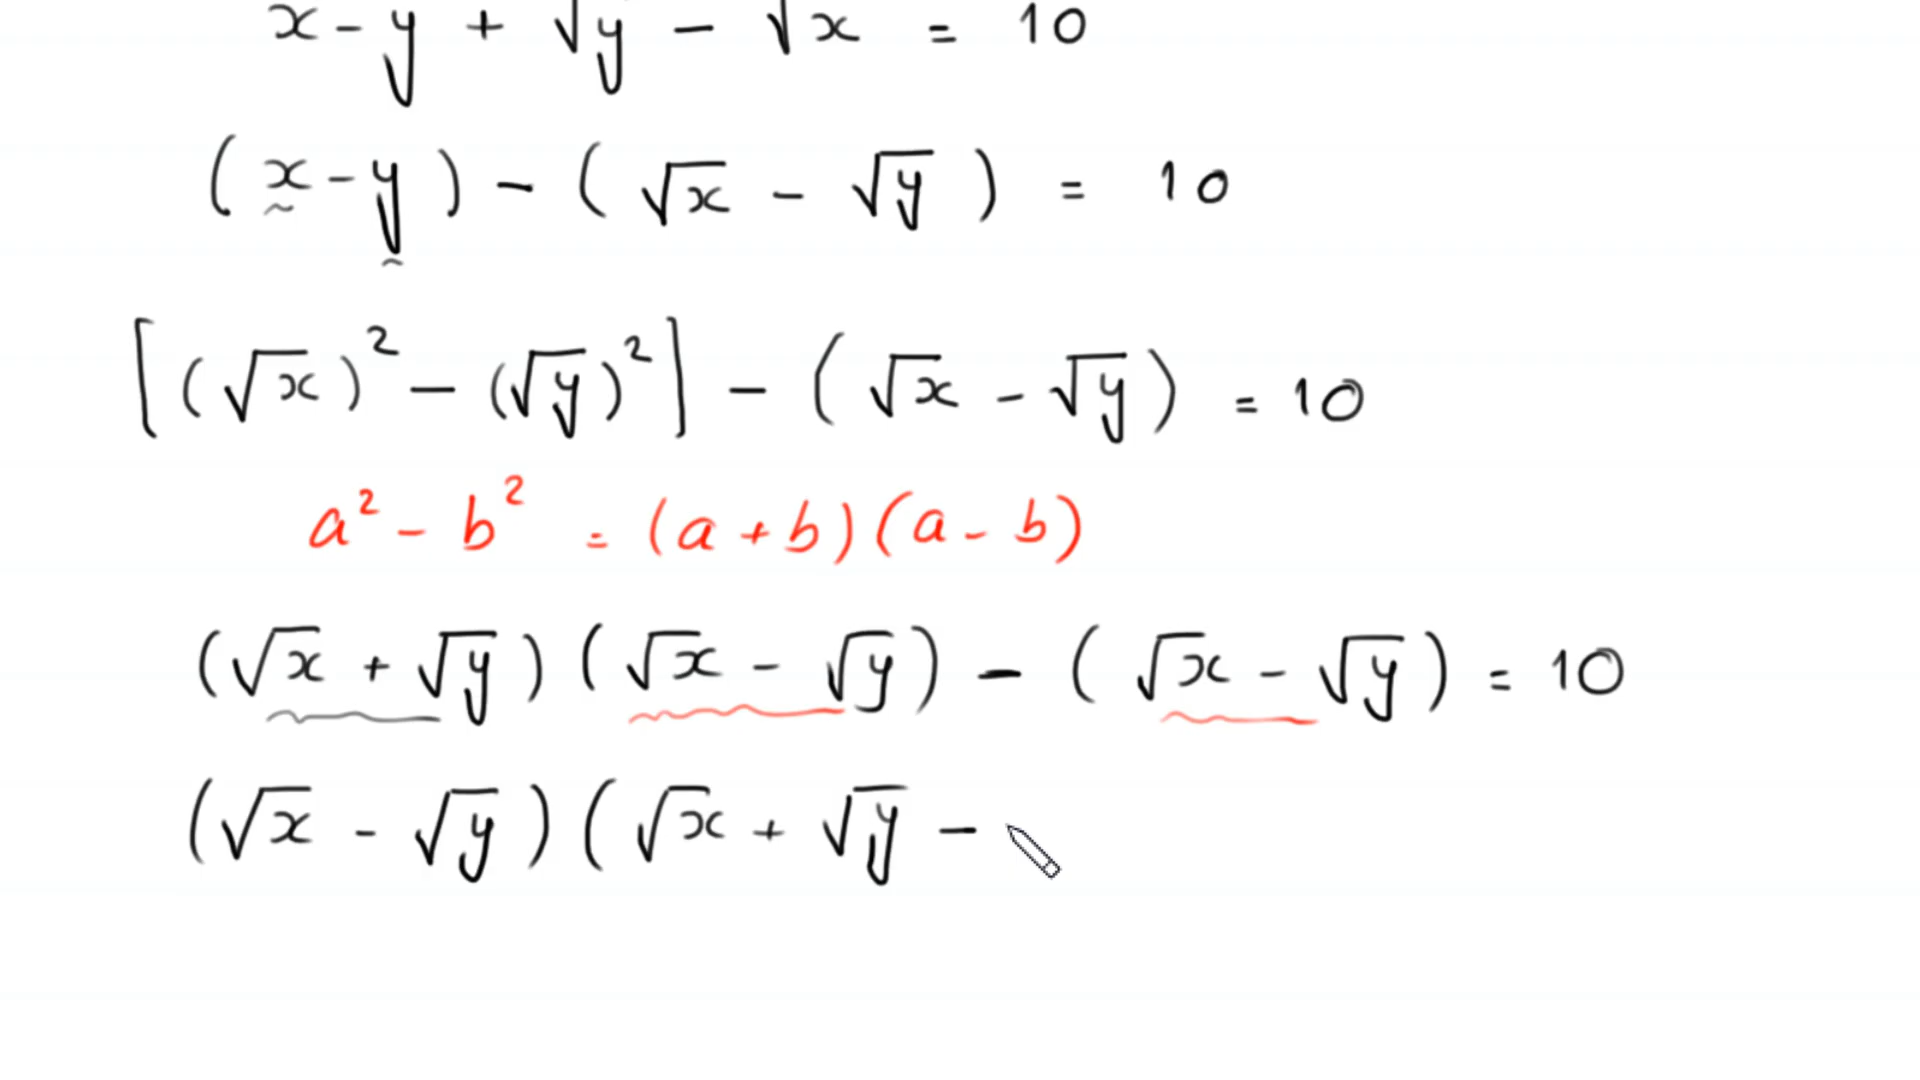 x - y + √y - √x = 10
(x - y) - (√x - √y) = 10
[(√x)² - (√y)²] - (√x - √y) = 10
a² - b² = (a + b)(a - b)
(√x + √y)(√x - √y) - (√x - √y) = 10
(√x - √y)(√x + √y -